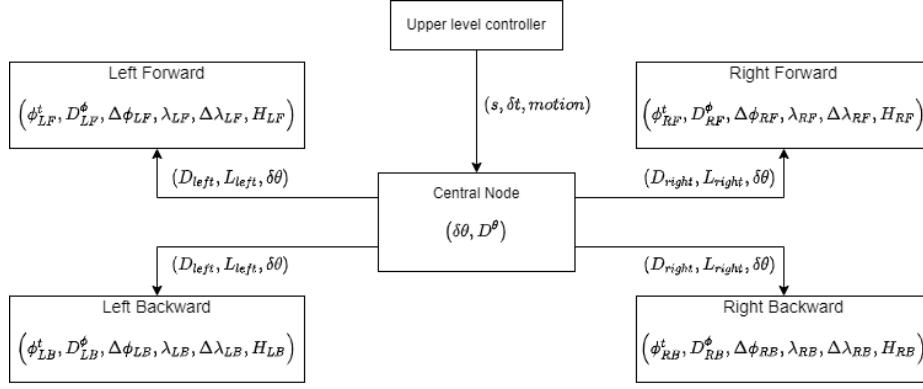 Upper level controller
(s, δt, motion)
Left Forward
(ϕ^t_{LF}, D^ϕ_{LF}, Δϕ_{LF}, λ_{LF}, Δλ_{LF}, H_{LF})
Right Forward
(ϕ^t_{RF}, D^ϕ_{RF}, Δϕ_{RF}, λ_{RF}, Δλ_{RF}, H_{RF})
(D_{left}, L_{left}, δθ)
(D_{right}, L_{right}, δθ)
Central Node
(δθ, D^θ)
(D_{left}, L_{left}, δθ)
(D_{right}, L_{right}, δθ)
Left Backward
(ϕ^t_{LB}, D^ϕ_{LB}, Δϕ_{LB}, λ_{LB}, Δλ_{LB}, H_{LB})
Right Backward
(ϕ^t_{RB}, D^ϕ_{RB}, Δϕ_{RB}, λ_{RB}, Δλ_{RB}, H_{RB})